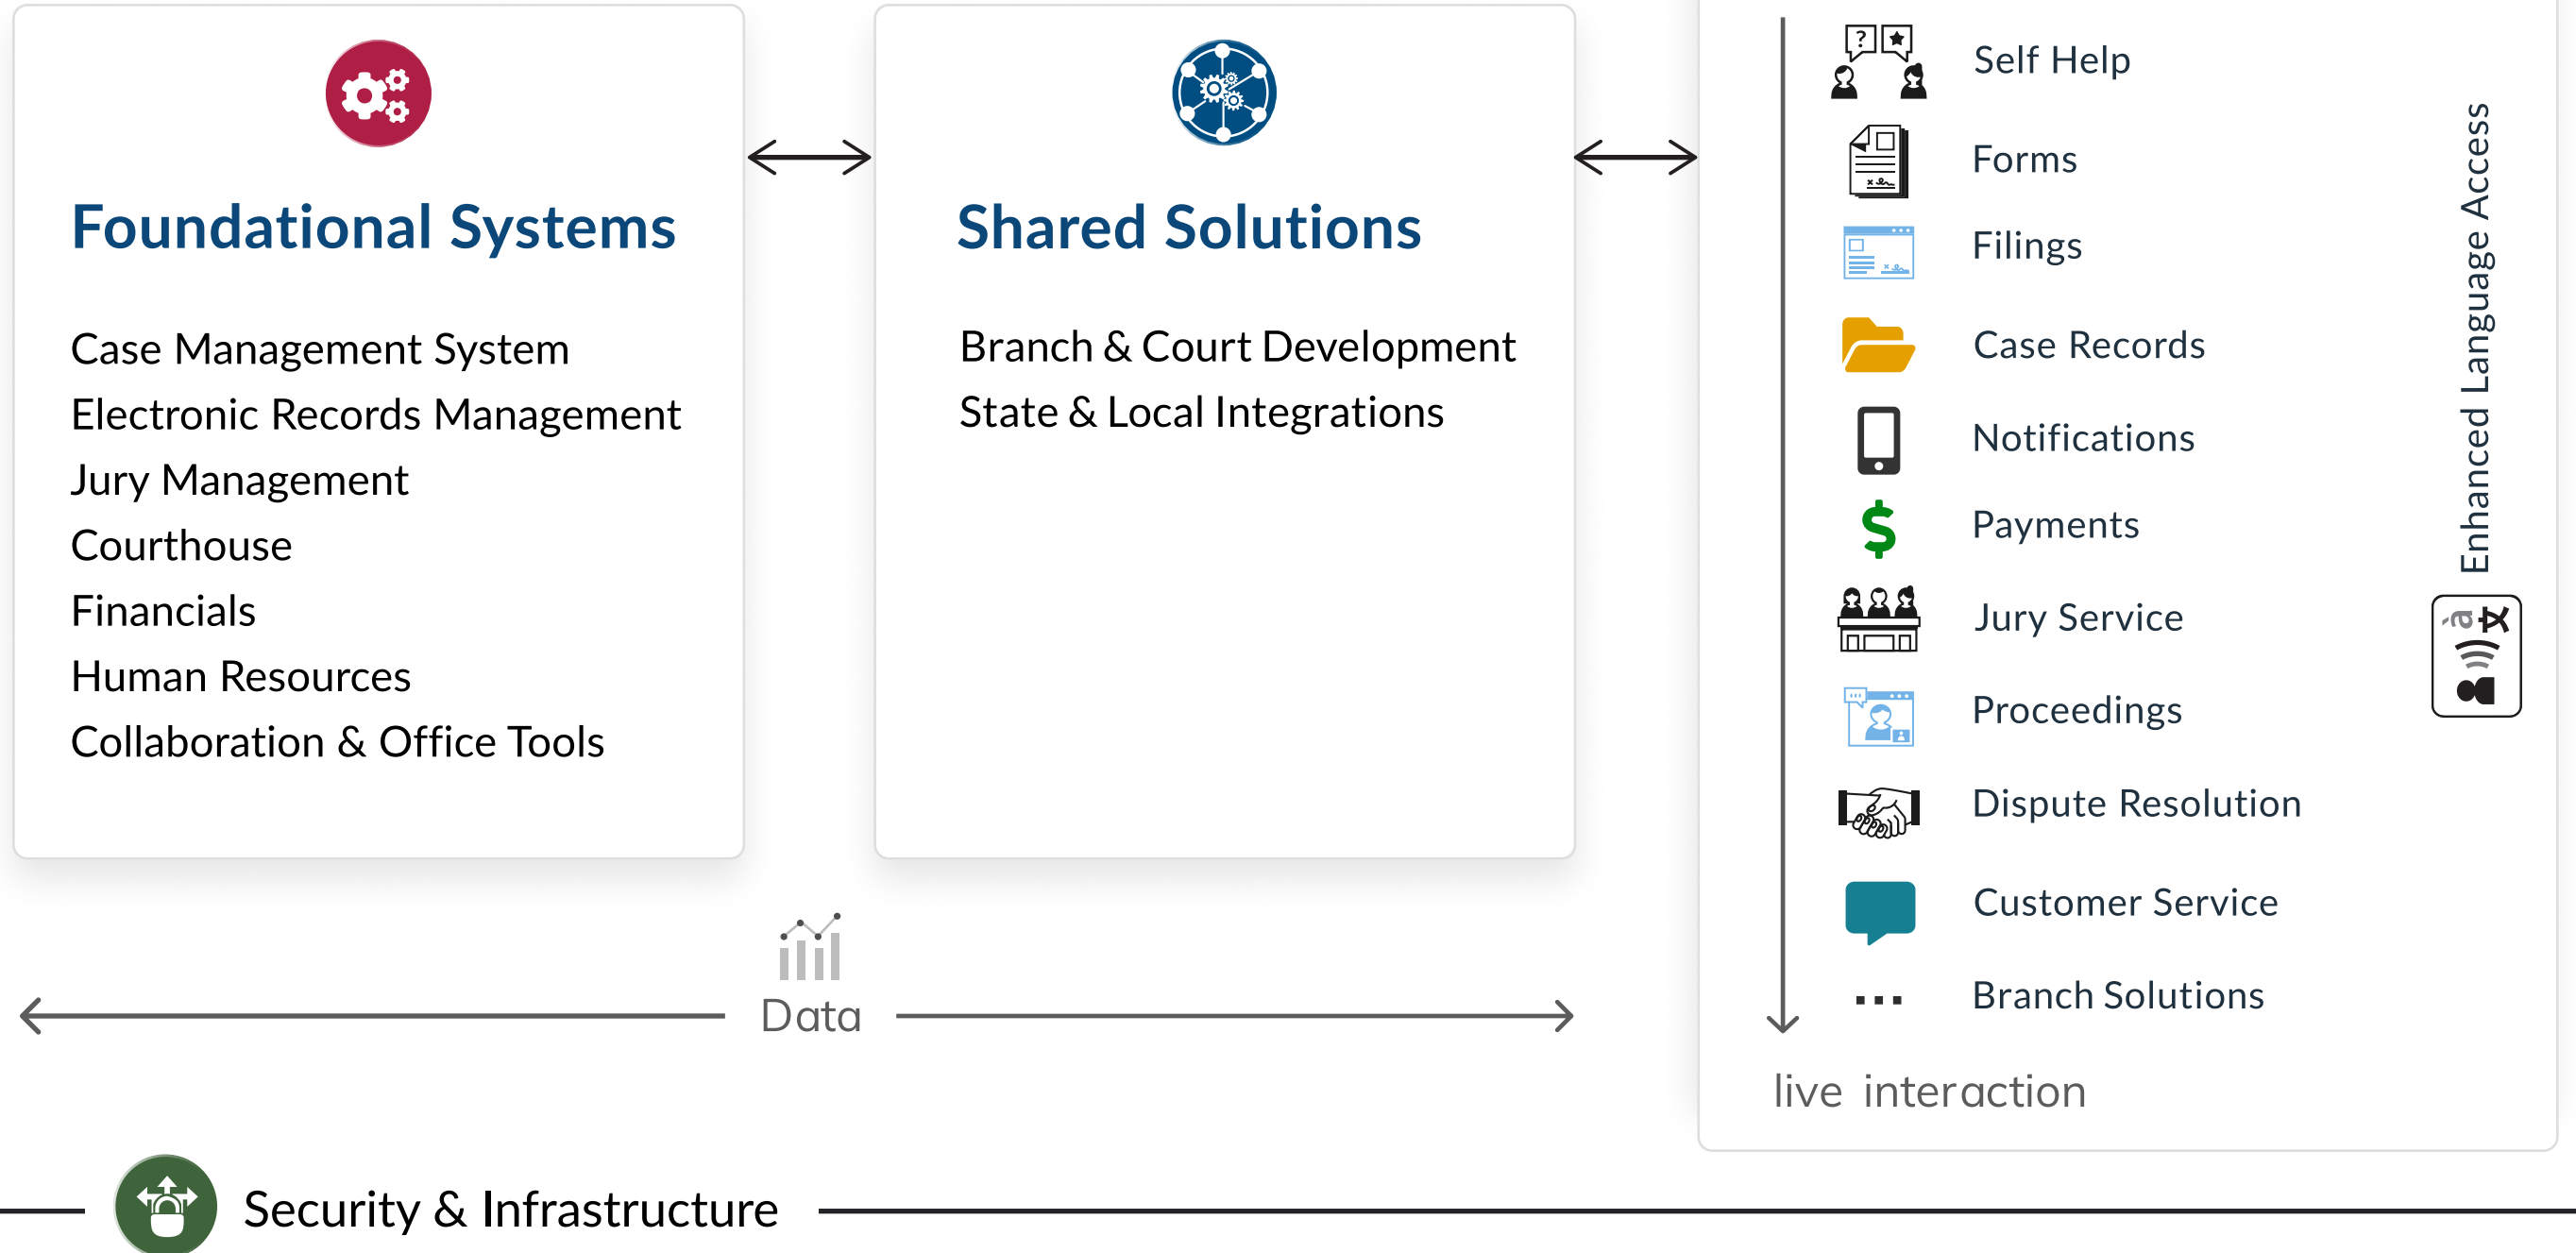 Foundational Systems
Case Management System
Electronic Records Management
Jury Management
Courthouse
Financials
Human Resources
Collaboration & Office Tools
Shared Solutions
Branch & Court Development
State & Local Integrations
?
Self Help
Forms
Filings
Case Records
Notifications
$
Payments
Jury Service
Proceedings
Dispute Resolution
Customer Service
... Branch Solutions
live interaction
Enhanced Language Access
Data
Security & Infrastructure